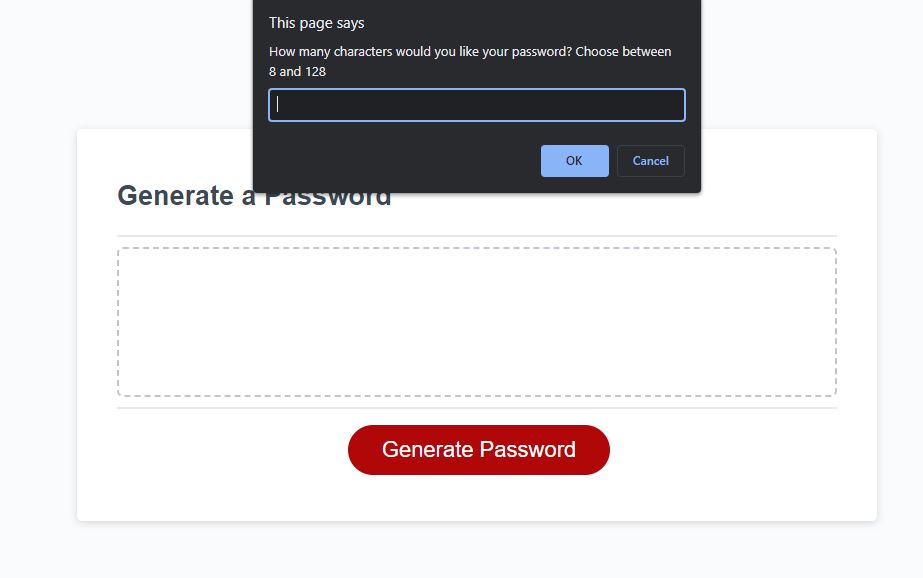 This page says
How many characters would you like your password? Choose between
8 and 128
OK
Cancel
Generate a Password
Generate Password